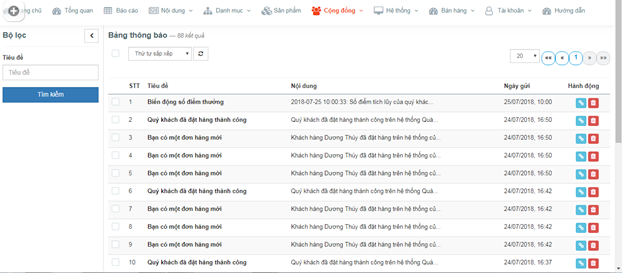 ng chủ Tổng quan Báo cáo Nội dung Danh mục Sản phẩm Cộng đồng Hệ thống Bán hàng Tài khoản Hướng dẫn
Bộ lọc
Tiêu đề
Tiêu đề
Tìm kiếm
Bảng thông báo — 88 kết quả
Thứ tự sắp xếp
20 «« « 1 » »»
STT Tiêu đề Nội dung Ngày gửi Hành động
1 Biến động số điểm thưởng 2018-07-25 10:00:33: Số điểm tích lũy của quý khác... 25/07/2018, 10:00
2 Quý khách đã đặt hàng thành công Quý khách đã đặt hàng thành công trên hệ thống Quà... 24/07/2018, 16:50
3 Bạn có một đơn hàng mới Khách hàng Dương Thúy đã đặt hàng trên hệ thống củ... 24/07/2018, 16:50
4 Bạn có một đơn hàng mới Khách hàng Dương Thúy đã đặt hàng trên hệ thống củ... 24/07/2018, 16:50
5 Bạn có một đơn hàng mới Khách hàng Dương Thúy đã đặt hàng trên hệ thống củ... 24/07/2018, 16:50
6 Quý khách đã đặt hàng thành công Quý khách đã đặt hàng thành công trên hệ thống Quà... 24/07/2018, 16:42
7 Bạn có một đơn hàng mới Khách hàng Dương Thúy đã đặt hàng trên hệ thống củ... 24/07/2018, 16:42
8 Bạn có một đơn hàng mới Khách hàng Dương Thúy đã đặt hàng trên hệ thống củ... 24/07/2018, 16:42
9 Bạn có một đơn hàng mới Khách hàng Dương Thúy đã đặt hàng trên hệ thống củ... 24/07/2018, 16:42
10 Quý khách đã đặt hàng thành công Quý khách đã đặt hàng thành công trên hệ thống Quà... 24/07/2018, 16:37